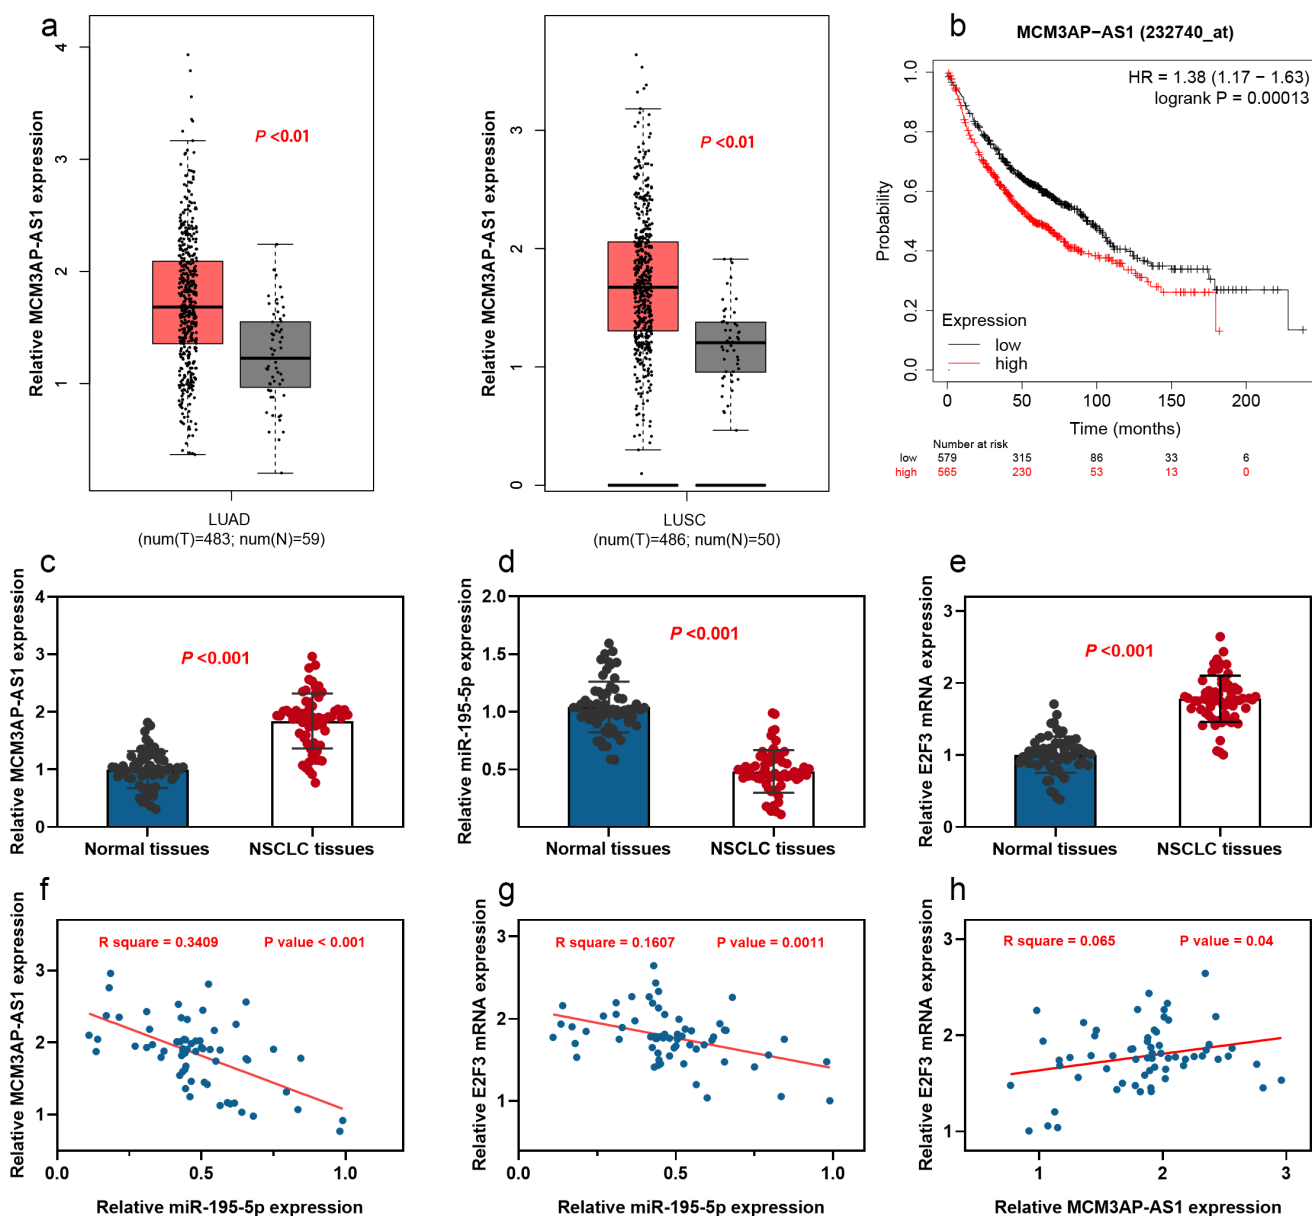 a
Relative MCM3AP-AS1 expression
4
3
2
1
P <0.01
LUAD
(num(T)=483; num(N)=59)
Relative MCM3AP-AS1 expression
3
2
1
0
P <0.01
LUSC
(num(T)=486; num(N)=50)
b
MCM3AP−AS1 (232740_at)
HR = 1.38 (1.17 − 1.63)
logrank P = 0.00013
Probability
1.0
0.8
0.6
0.4
0.2
0.0
Expression
low
high
0 50 100 150 200
Time (months)
Number at risk
low 579 315 86 33 6
high 565 230 53 13 0
c
Relative MCM3AP-AS1 expression
4
3
2
1
0
P <0.001
Normal tissues NSCLC tissues
d
Relative miR-195-5p expression
2.0
1.5
1.0
0.5
P <0.001
Normal tissues NSCLC tissues
e
Relative E2F3 mRNA expression
3
2
1
0
P <0.001
Normal tissues NSCLC tissues
f
Relative MCM3AP-AS1 expression
R square = 0.3409 P value < 0.001
3
2
1
0.0 0.5 1.0
Relative miR-195-5p expression
g
Relative E2F3 mRNA expression
R square = 0.1607 P value = 0.0011
3
2
1
0.0 0.5 1.0
Relative miR-195-5p expression
h
Relative E2F3 mRNA expression
R square = 0.065 P value = 0.04
3
2
1
1 2 3
Relative MCM3AP-AS1 expression